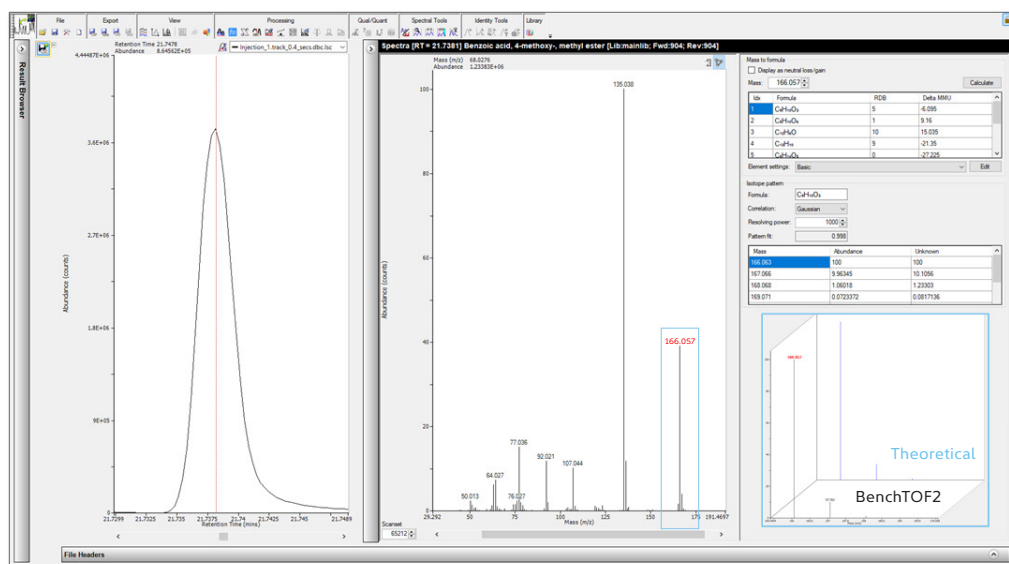 File
Export
View
Processing
Qual/Quant
Spectral Tools
Identity Tools
Library
Result Browser
Retention Time 21.7476
Abundance 8.64562E+05
Injection_1.track_0.4_secs.dbc.lsc
4.44487E+06
3.6E+06
2.7E+06
1.8E+06
9E+05
0
Abundance (counts)
21.7299 21.7325 21.735 21.7375 21.74 21.7425 21.745 21.7489
Retention Time (mins)
Spectra [RT = 21.7381] Benzoic acid, 4-methoxy-, methyl ester [Lib:mainlib; Fwd:904; Rev:904]
Mass (m/z) 68.0276
Abundance 1.23383E+06
100
80
60
40
20
0
Abundance (counts)
135.038
166.057
77.036
92.021
107.044
64.027
50.013
76.027
29.292 50 75 100 125 150 175 191.4697
Mass (m/z)
Scanset
65212
Mass to formula
Display as neutral loss/gain
Mass: 166.057 Calculate
Idx Formula RDB Delta MMU
1 C₉H₁₀O₃ 5 -6.095
2 1 9.16
3 10 15.035
4 C₁₃H₁₀ 9 -21.35
5 0 -27.225
Element settings: Basic Edit
Isotope pattern
Formula: C₉H₁₀O₃
Correlation: Gaussian
Resolving power: 1000
Pattern fit: 0.998
Mass Abundance Unknown
166.063 100 100
167.066 9.96345 10.1056
168.068 1.06018 1.23303
169.071 0.0723372 0.0817136
166.057
Theoretical
BenchTOF2
File Headers